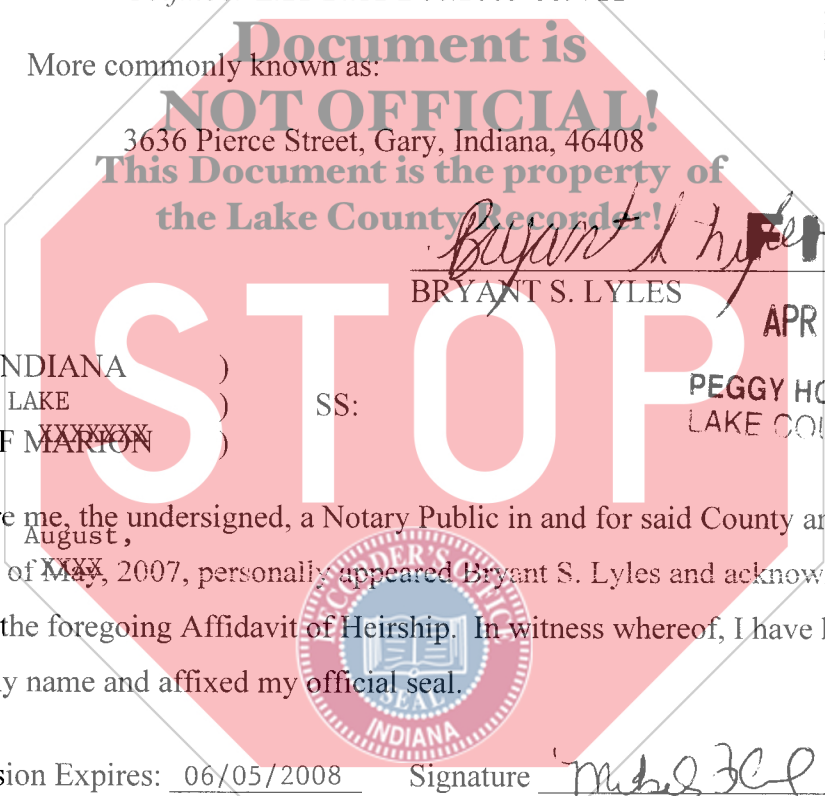 Document is
More commonly known as:
NOT OFFICIAL!
3636 Pierce Street, Gary, Indiana, 46408
This Document is the property of
the Lake County Recorder!
Bryant S Lyles
BRYANT S. LYLES
APR
STOP
NDIANA )
LAKE ) SS:
PEGGY HO
LAKE COU
F MARION )
XXXXXXX
re me, the undersigned, a Notary Public in and for said County an
August,
of May, 2007, personally appeared Bryant S. Lyles and acknow
XXXX
the foregoing Affidavit of Heirship. In witness whereof, I have
y name and affixed my official seal.
RECORDER'S OFFICE
SEAL
INDIANA
sion Expires: 06/05/2008 Signature